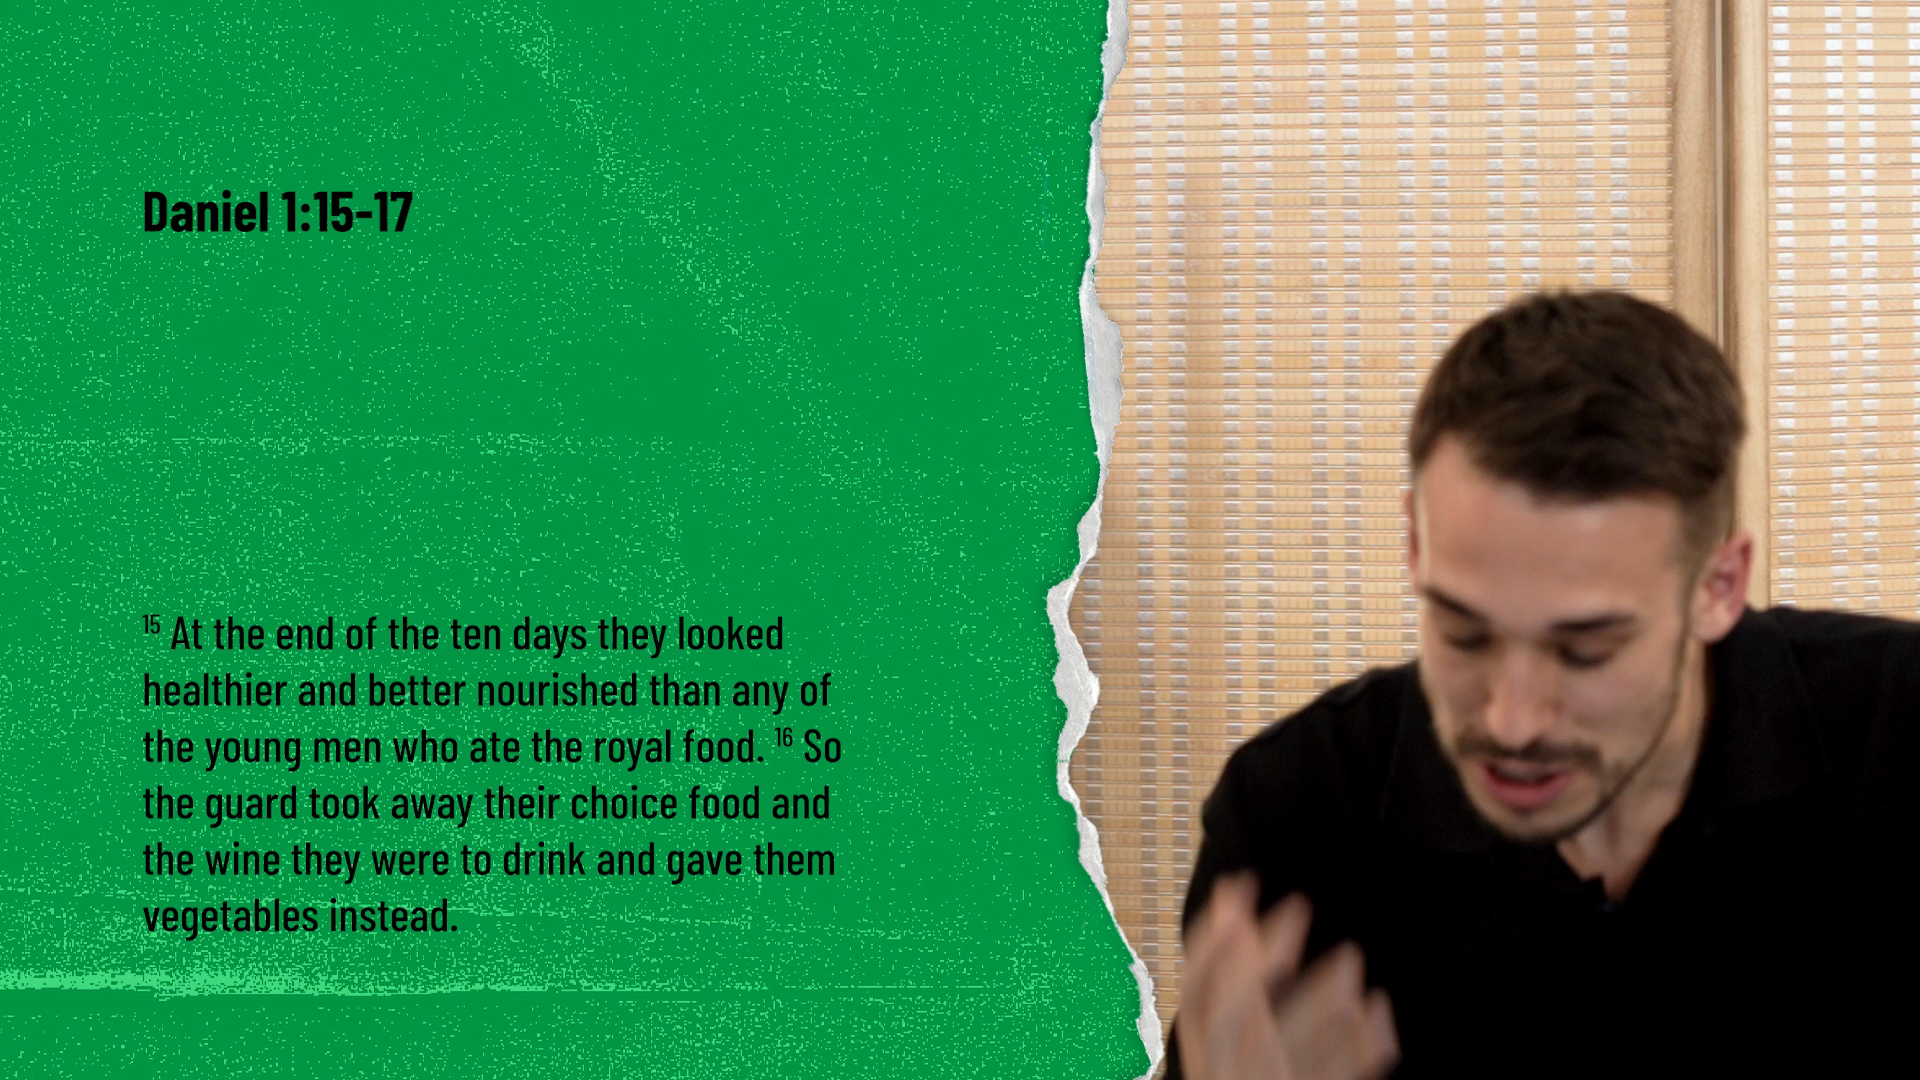 Daniel 1:15-17
15 At the end of the ten days they looked
healthier and better nourished than any of
the young men who ate the royal food. 16 So
the guard took away their choice food and
the wine they were to drink and gave them
vegetables instead.